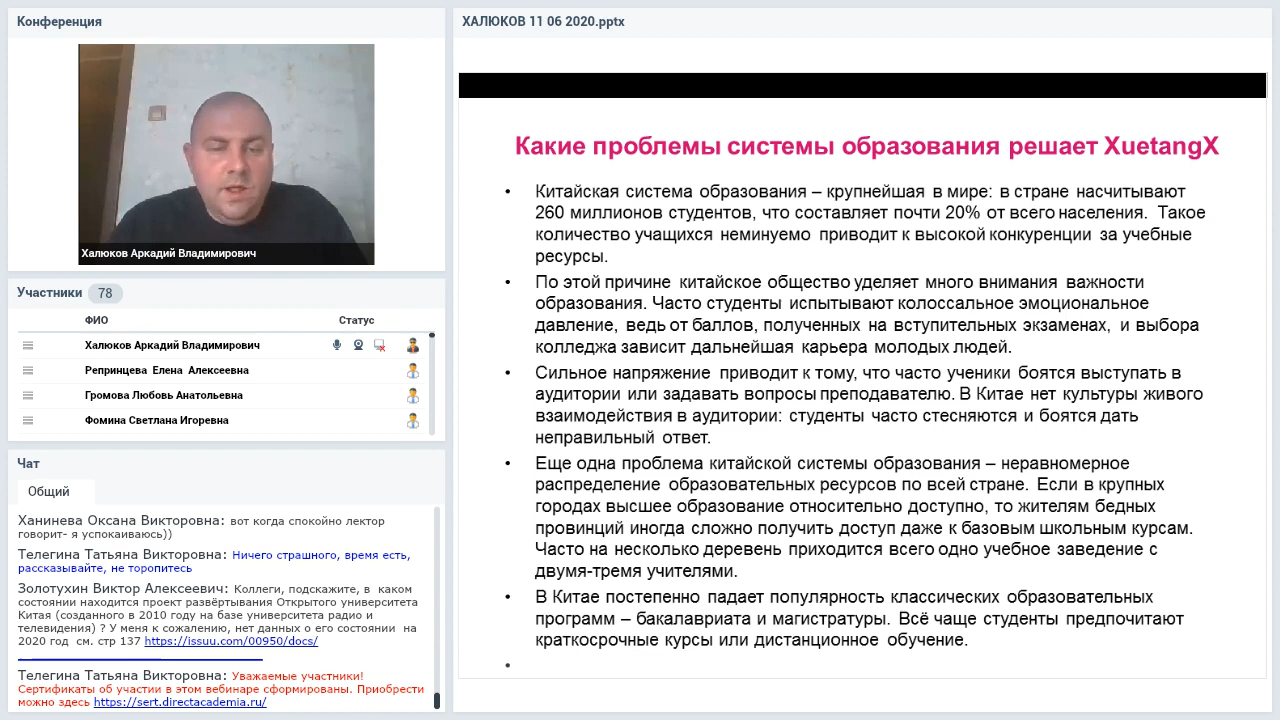 Конференция
Халюков Аркадий Владимирович
Участники 78
ФИО Статус
Халюков Аркадий Владимирович
Репринцева Елена Алексеевна
Громова Любовь Анатольевна
Фомина Светлана Игоревна
Чат
Общий
Ханинева Оксана Викторовна: вот когда спокойно лектор
говорит- я успокаиваюсь))
Телегина Татьяна Викторовна: Ничего страшного, время есть,
рассказывайте, не торопитесь
Золотухин Виктор Алексеевич: Коллеги, подскажите, в каком
состоянии находится проект развёртывания Открытого университета
Китая (созданного в 2010 году на базе университета радио и
телевидения) ? У меня к сожалению, нет данных о его состоянии на
2020 год см. стр 137 https://issuu.com/00950/docs/
Телегина Татьяна Викторовна: Уважаемые участники!
Сертификаты об участии в этом вебинаре сформированы. Приобрести
можно здесь https://sert.directacademia.ru/
ХАЛЮКОВ 11 06 2020.pptx
Какие проблемы системы образования решает XuetangX
• Китайская система образования – крупнейшая в мире: в стране насчитывают
260 миллионов студентов, что составляет почти 20% от всего населения. Такое
количество учащихся неминуемо приводит к высокой конкуренции за учебные
ресурсы.
• По этой причине китайское общество уделяет много внимания важности
образования. Часто студенты испытывают колоссальное эмоциональное
давление, ведь от баллов, полученных на вступительных экзаменах, и выбора
колледжа зависит дальнейшая карьера молодых людей.
• Сильное напряжение приводит к тому, что часто ученики боятся выступать в
аудитории или задавать вопросы преподавателю. В Китае нет культуры живого
взаимодействия в аудитории: студенты часто стесняются и боятся дать
неправильный ответ.
• Еще одна проблема китайской системы образования – неравномерное
распределение образовательных ресурсов по всей стране. Если в крупных
городах высшее образование относительно доступно, то жителям бедных
провинций иногда сложно получить доступ даже к базовым школьным курсам.
Часто на несколько деревень приходится всего одно учебное заведение с
двумя-тремя учителями.
• В Китае постепенно падает популярность классических образовательных
программ – бакалавриата и магистратуры. Всё чаще студенты предпочитают
краткосрочные курсы или дистанционное обучение.
•